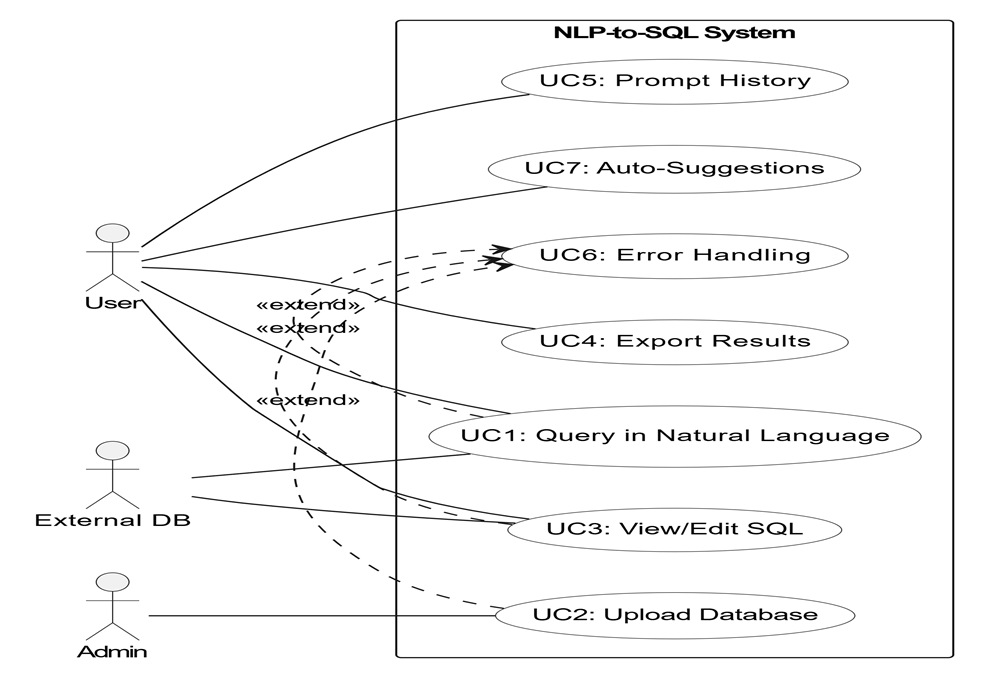 NLP-to-SQL System
UC5: Prompt History
UC7: Auto-Suggestions
UC6: Error Handling
User
«extend»
«extend»
UC4: Export Results
«extend»
UC1: Query in Natural Language
External DB
UC3: View/Edit SQL
UC2: Upload Database
Admin